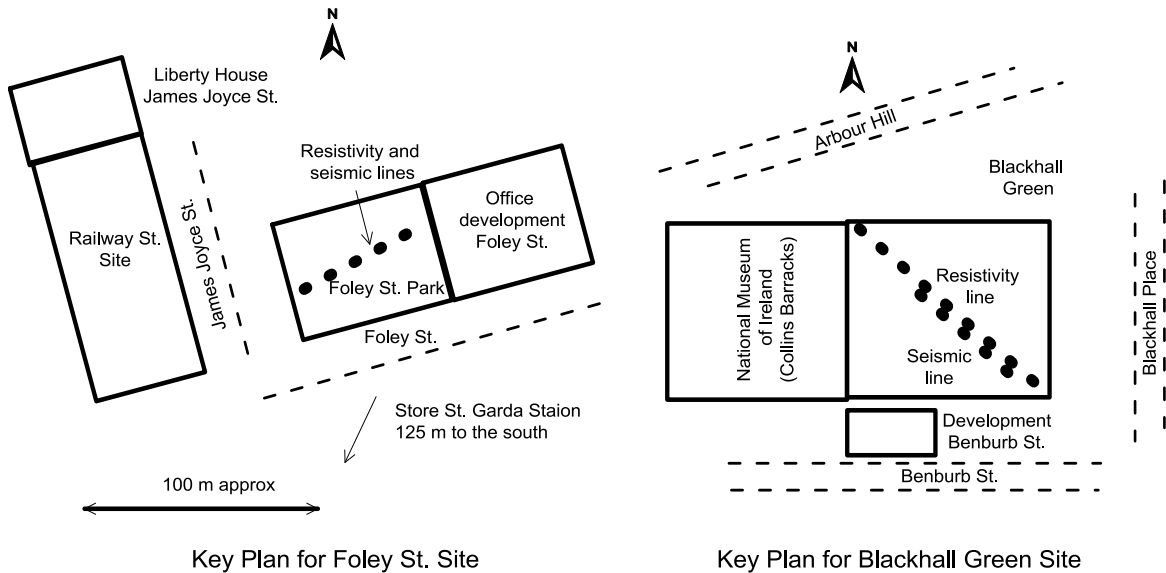 N
Liberty House
James Joyce St.
Resistivity and
seismic lines
Office
development
Foley St.
Railway St.
Site
James Joyce St.
Foley St. Park
Foley St.
Store St. Garda Staion
125 m to the south
100 m approx
Key Plan for Foley St. Site
N
Arbour Hill
Blackhall
Green
National Museum
of Ireland
(Collins Barracks)
Resistivity
line
Seismic
line
Blackhall Place
Development
Benburb St.
Benburb St.
Key Plan for Blackhall Green Site